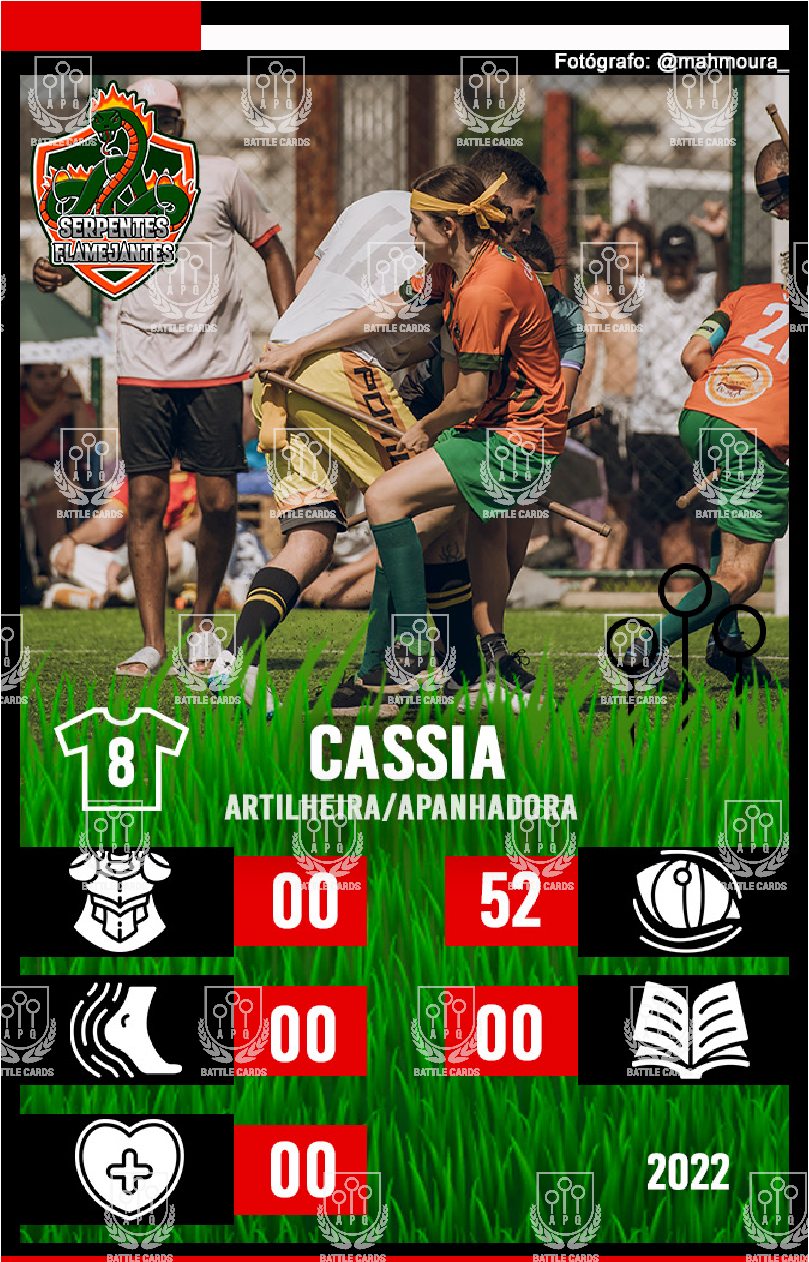 Fotógrafo: @mahmoura_
SERPENTES
FLAMEJANTES
8
CASSIA
ARTILHEIRA/APANHADORA
00
52
00
00
00
2022
APQ
BATTLE CARDS